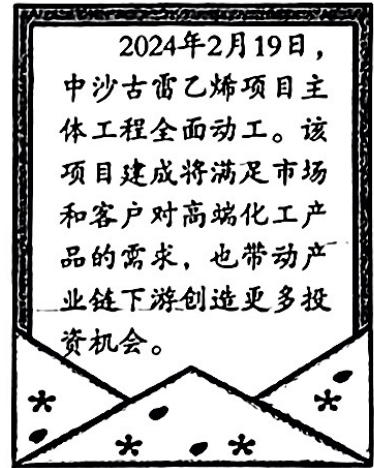 2024年2月19日，
中沙古雷乙烯项目主
体工程全面动工。该
项目建成将满足市场
和客户对高端化工产
品的需求，也带动产
业链下游创造更多投
资机会。